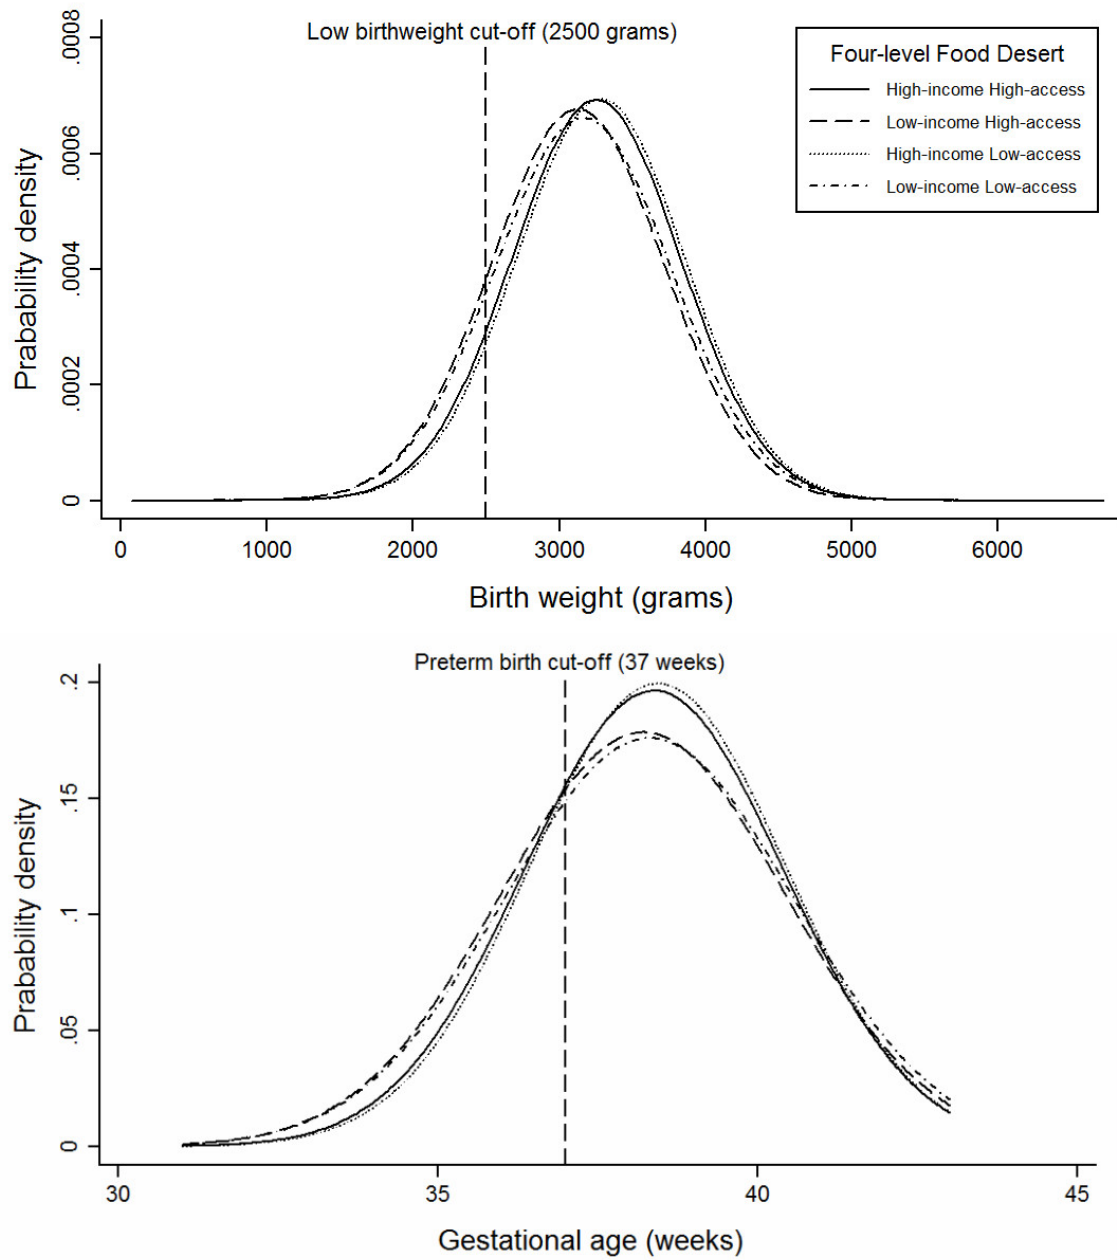 Low birthweight cut-off (2500 grams)
Four-level Food Desert
High-income High-access
Low-income High-access
High-income Low-access
Low-income Low-access
Prabability density
.0008
.0006
.0004
.0002
0
0 1000 2000 3000 4000 5000 6000
Birth weight (grams)
Preterm birth cut-off (37 weeks)
Prabability density
.2
.15
.1
.05
0
30 35 40 45
Gestational age (weeks)